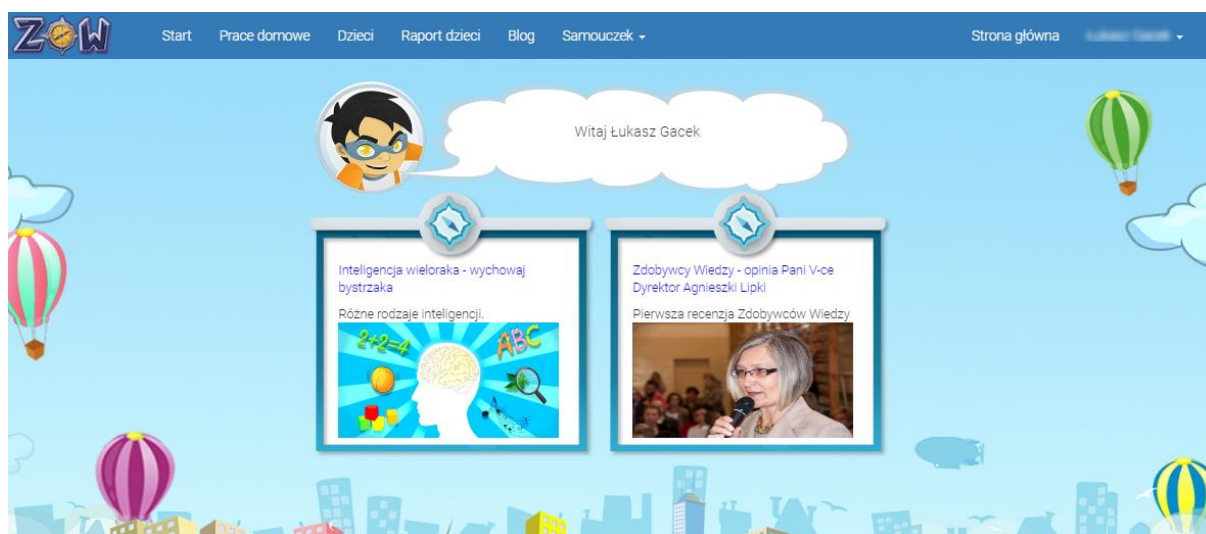 ZOW
Start Prace domowe Dzieci Raport dzieci Blog Samouczek Strona główna
Witaj Łukasz Gacek
Inteligencja wieloraka - wychowaj
bystrzaka
Różne rodzaje inteligencji.
2+2=4
ABC
Zdobywcy Wiedzy - opinia Pani V-ce
Dyrektor Agnieszki Lipki
Pierwsza recenzja Zdobywców Wiedzy